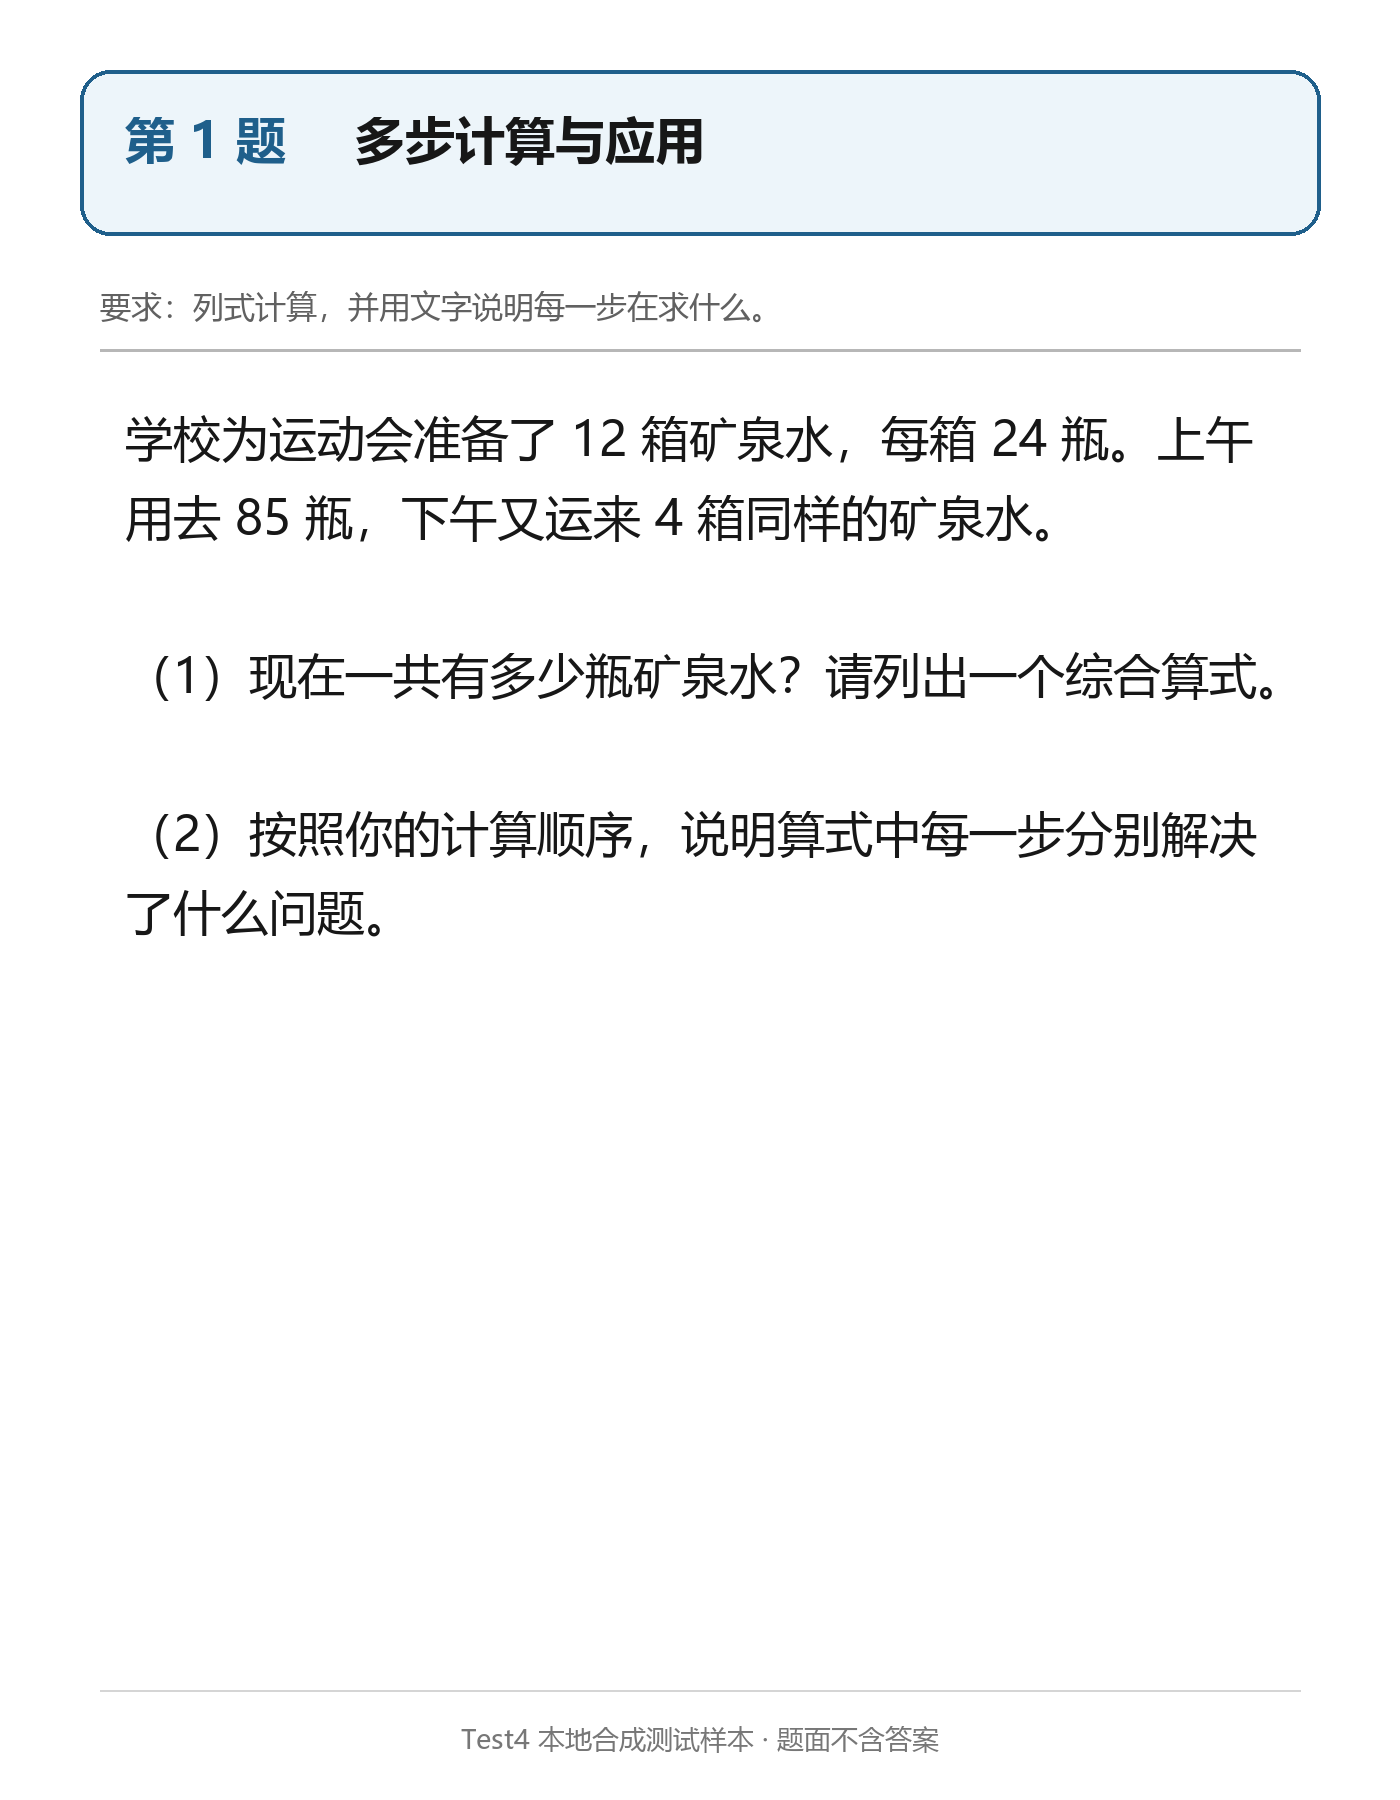 第 1 题 多步计算与应用
要求：列式计算，并用文字说明每一步在求什么。
学校为运动会准备了 12 箱矿泉水，每箱 24 瓶。上午
用去 85 瓶，下午又运来 4 箱同样的矿泉水。
（1）现在一共有多少瓶矿泉水？请列出一个综合算式。
（2）按照你的计算顺序，说明算式中每一步分别解决
了什么问题。
Test4 本地合成测试样本 · 题面不含答案